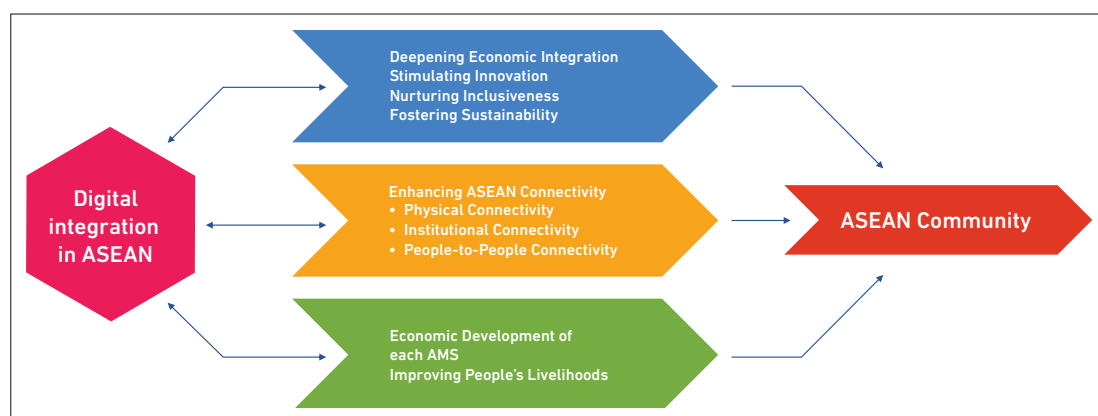 Digital
integration
in ASEAN
Deepening Economic Integration
Stimulating Innovation
Nurturing Inclusiveness
Fostering Sustainability
Enhancing ASEAN Connectivity
• Physical Connectivity
• Institutional Connectivity
• People-to-People Connectivity
Economic Development of
each AMS
Improving People’s Livelihoods
ASEAN Community